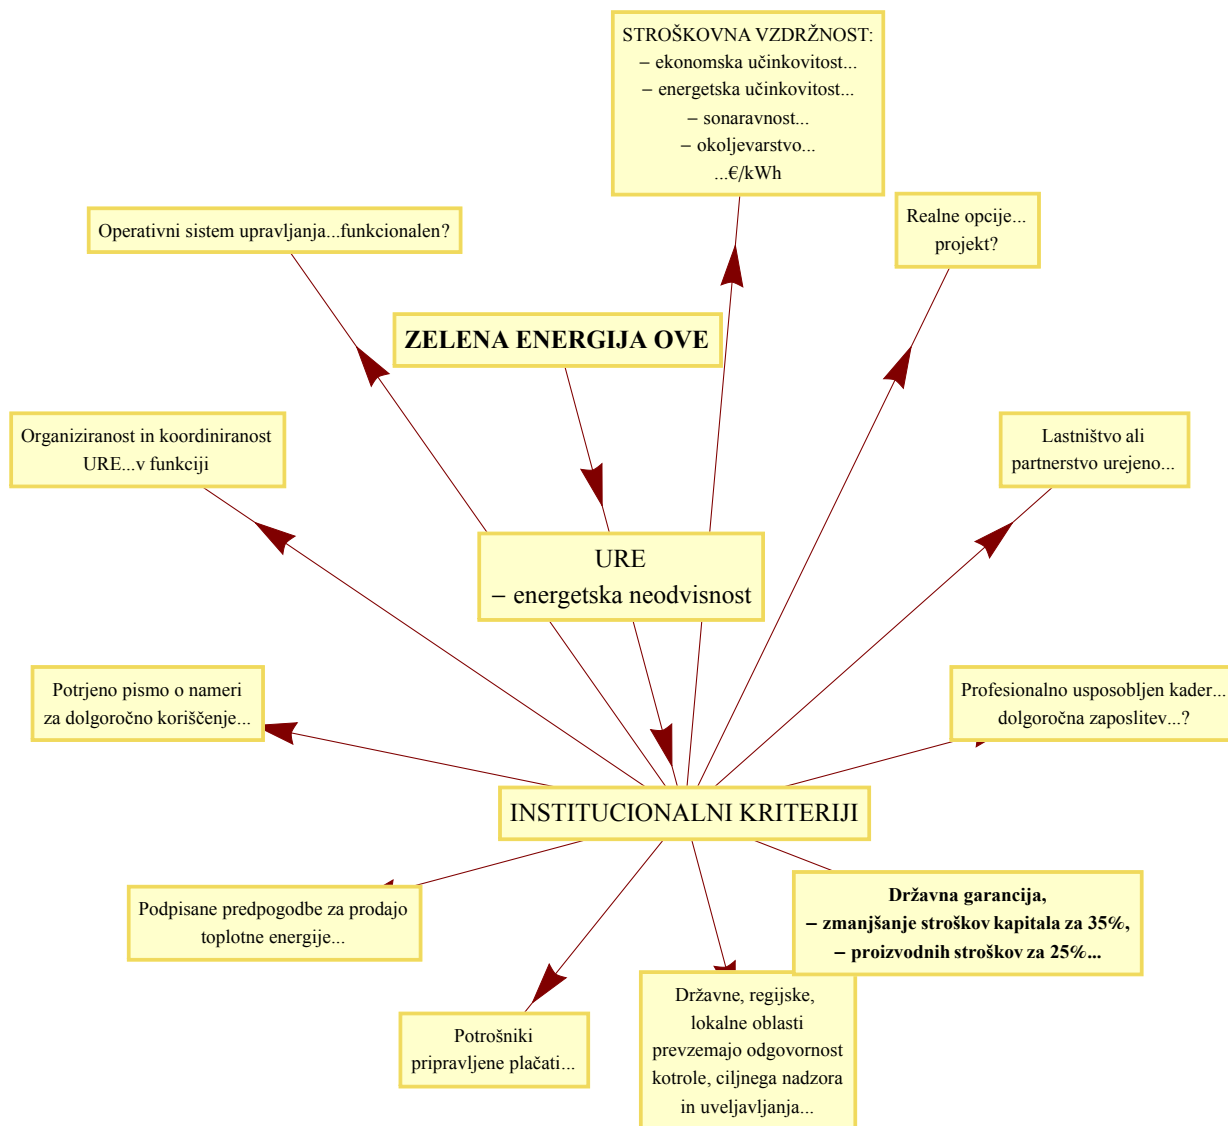 STROŠKOVNA VZDRŽNOST:
– ekonomska učinkovitost...
– energetska učinkovitost...
– sonaravnost...
– okoljevarstvo...
...€/kWh
Operativni sistem upravljanja...funkcionalen?
Realne opcije...
projekt?
ZELENA ENERGIJA OVE
Organiziranost in koordiniranost
URE...v funkciji
Lastništvo ali
partnerstvo urejeno...
URE
– energetska neodvisnost
Potrjeno pismo o nameri
za dolgoročno koriščenje...
Profesionalno usposobljen kader...
dolgoročna zaposlitev...?
INSTITUCIONALNI KRITERIJI
Podpisane predpogodbe za prodajo
toplotne energije...
Državna garancija,
– zmanjšanje stroškov kapitala za 35%,
– proizvodnih stroškov za 25%...
Potrošniki
pripravljene plačati...
Državne, regijske,
lokalne oblasti
prevzemajo odgovornost
kotrole, ciljnega nadzora
in uveljavljanja...